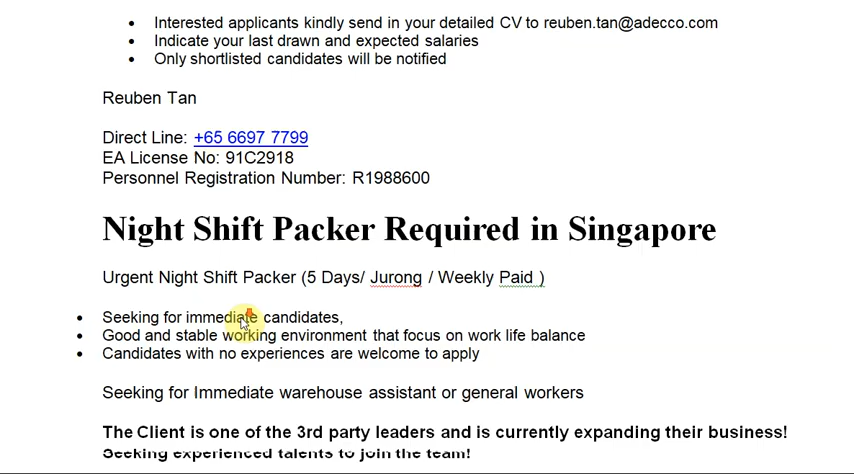 Interested applicants kindly send in your detailed CV to reuben.tan@adecco.com
Indicate your last drawn and expected salaries
Only shortlisted candidates will be notified
Reuben Tan
Direct Line: +65 6697 7799
EA License No: 91C2918
Personnel Registration Number: R1988600
Night Shift Packer Required in Singapore
Urgent Night Shift Packer (5 Days/ Jurong / Weekly Paid )
Seeking for immediate candidates,
Good and stable working environment that focus on work life balance
Candidates with no experiences are welcome to apply
Seeking for Immediate warehouse assistant or general workers
The Client is one of the 3rd party leaders and is currently expanding their business!
Seeking experienced talents to join the team!